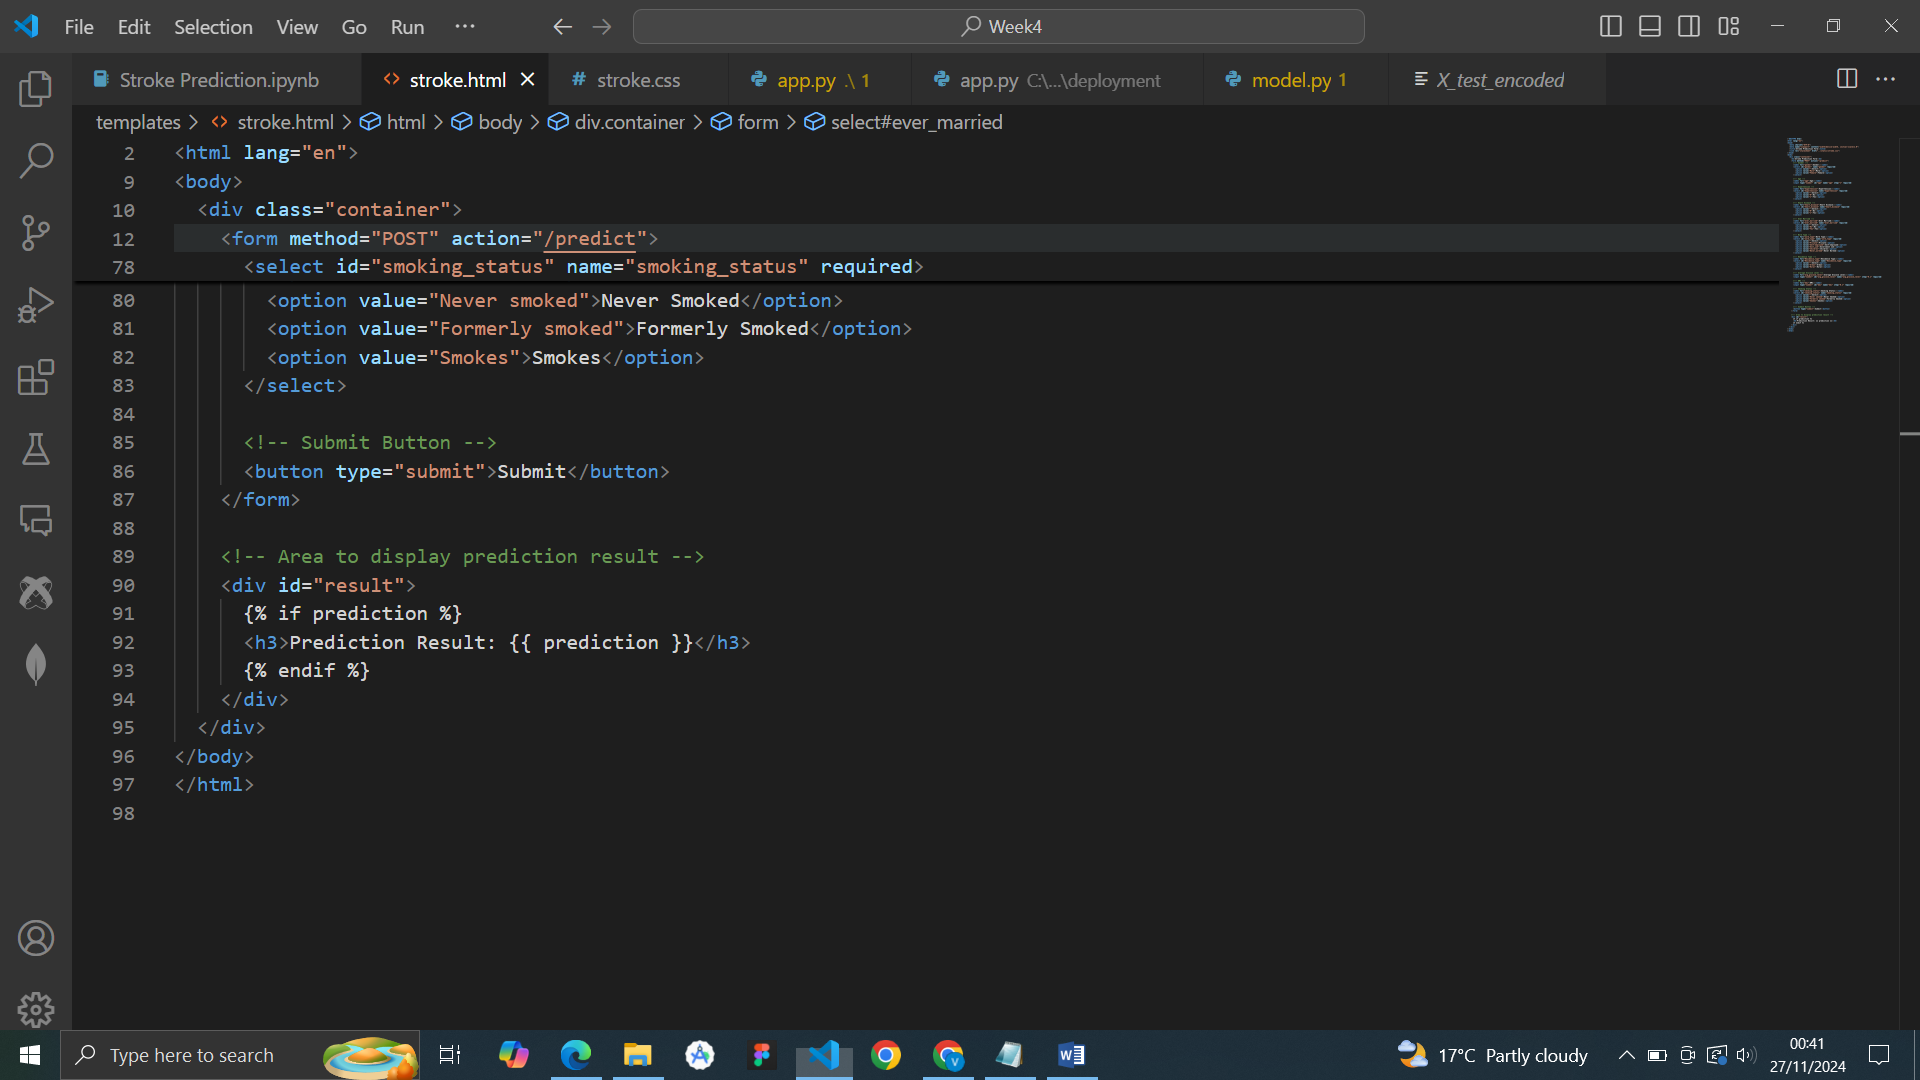 File Edit Selection View Go Run ··· Week4
Stroke Prediction.ipynb stroke.html stroke.css app.py .\ 1 app.py C:\...\deployment model.py 1 X_test_encoded
templates > stroke.html > html > body > div.container > form > select#ever_married
2 <html lang="en">
9 <body>
10 <div class="container">
12 <form method="POST" action="/predict">
78 <select id="smoking_status" name="smoking_status" required>
80 <option value="Never smoked">Never Smoked</option>
81 <option value="Formerly smoked">Formerly Smoked</option>
82 <option value="Smokes">Smokes</option>
83 </select>
84
85 <!-- Submit Button -->
86 <button type="submit">Submit</button>
87 </form>
88
89 <!-- Area to display prediction result -->
90 <div id="result">
91 {% if prediction %}
92 <h3>Prediction Result: {{ prediction }}</h3>
93 {% endif %}
94 </div>
95 </div>
96 </body>
97 </html>
98
Type here to search 17°C Partly cloudy 00:41
27/11/2024